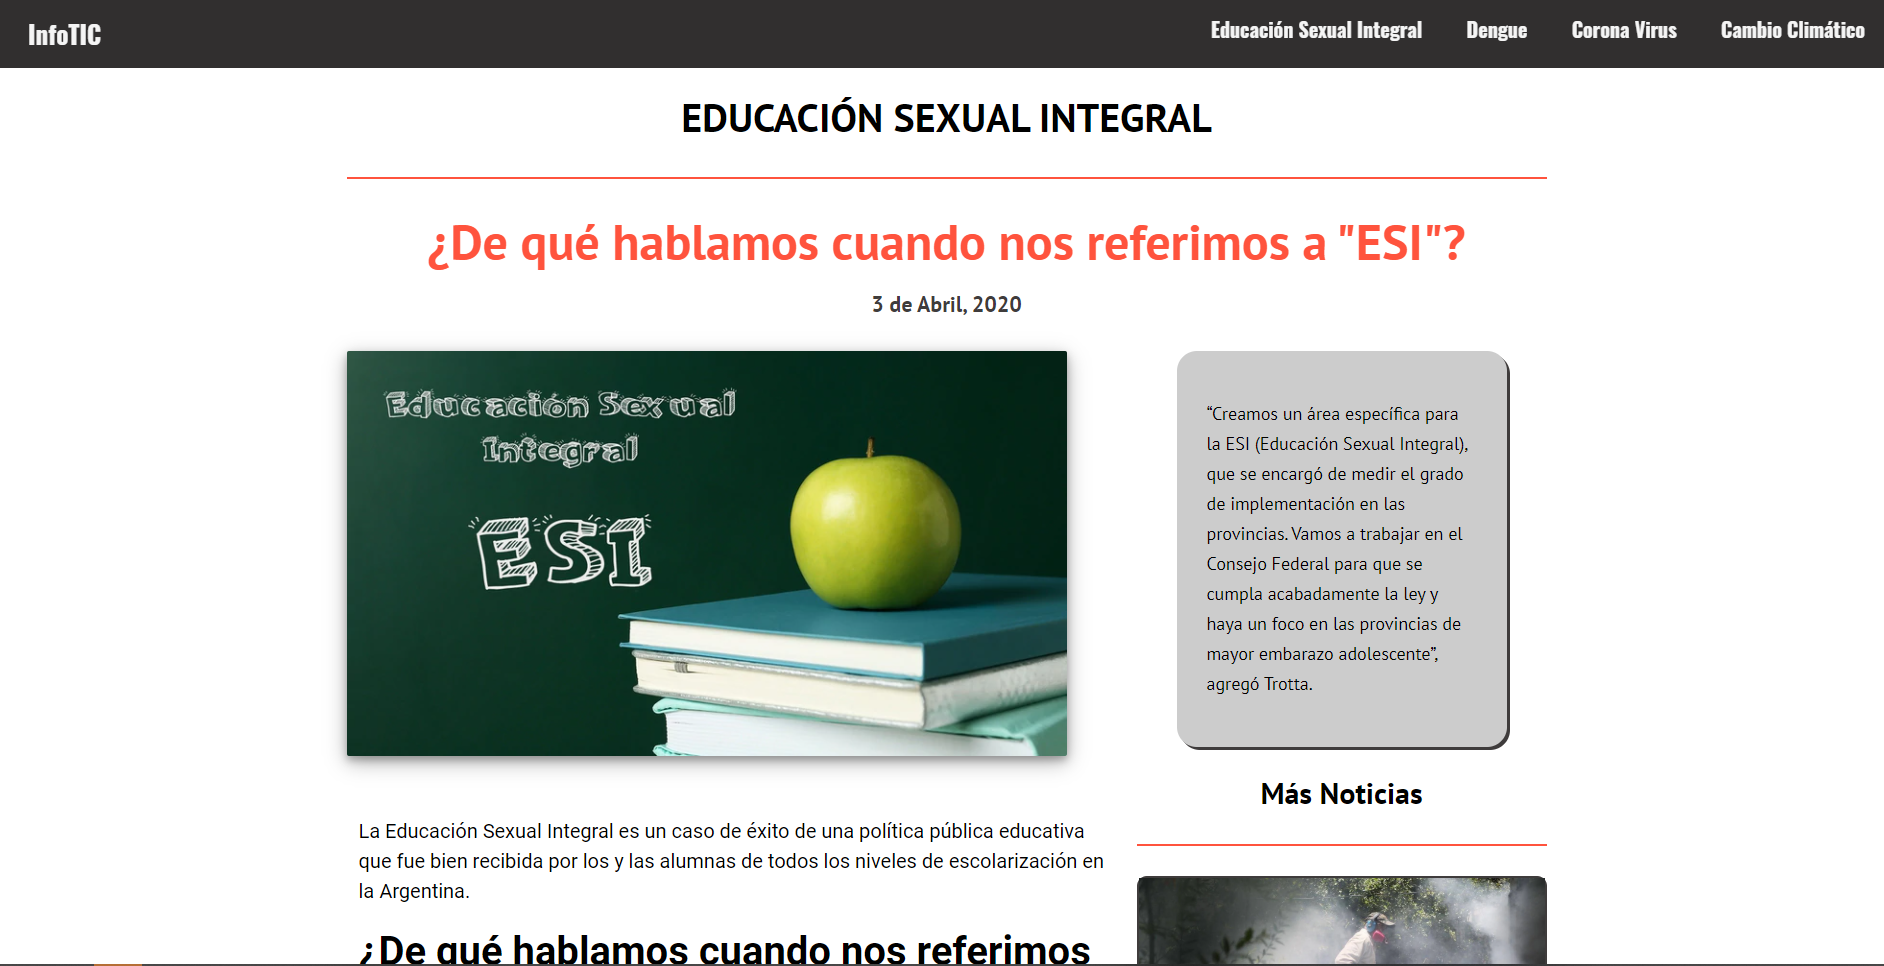 InfoTIC
Educación Sexual Integral
Dengue
Corona Virus
Cambio Climático
EDUCACIÓN SEXUAL INTEGRAL
¿De qué hablamos cuando nos referimos a "ESI"?
3 de Abril, 2020
Educación Sexual
Integral
ESI
“Creamos un área específica para
la ESI (Educación Sexual Integral),
que se encargó de medir el grado
de implementación en las
provincias. Vamos a trabajar en el
Consejo Federal para que se
cumpla acabadamente la ley y
haya un foco en las provincias de
mayor embarazo adolescente”,
agregó Trotta.
Más Noticias
La Educación Sexual Integral es un caso de éxito de una política pública educativa
que fue bien recibida por los y las alumnas de todos los niveles de escolarización en
la Argentina.
¿De qué hablamos cuando nos referimos